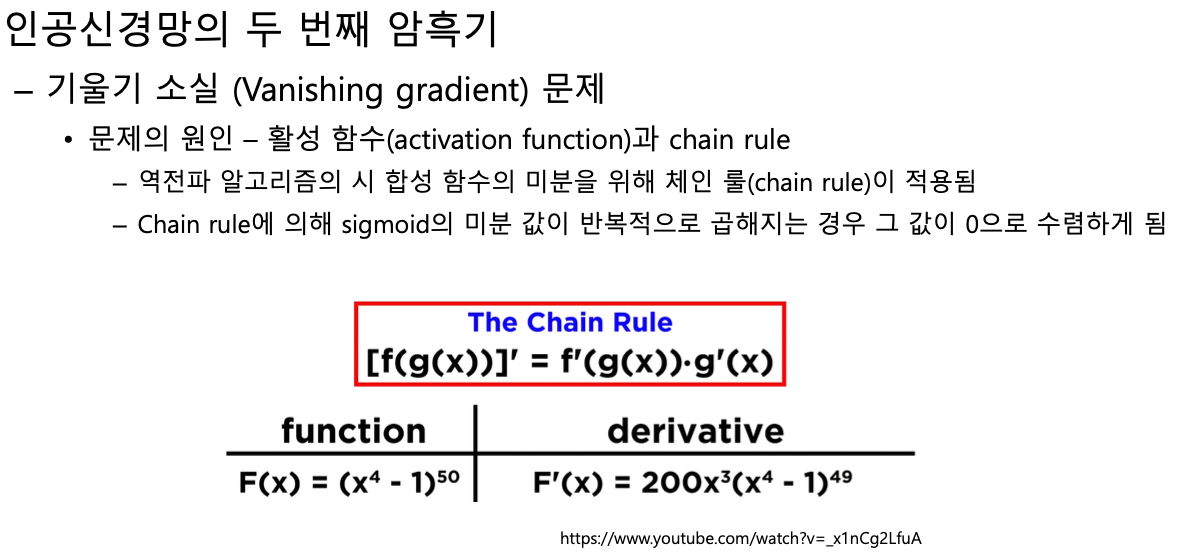 인공신경망의 두 번째 암흑기
– 기울기 소실 (Vanishing gradient) 문제
• 문제의 원인 – 활성 함수(activation function)과 chain rule
– 역전파 알고리즘의 시 합성 함수의 미분을 위해 체인 룰(chain rule)이 적용됨
– Chain rule에 의해 sigmoid의 미분 값이 반복적으로 곱해지는 경우 그 값이 0으로 수렴하게 됨
The Chain Rule
[f(g(x))]' = f'(g(x))·g'(x)
function derivative
F(x) = (x⁴ - 1)⁵⁰ F'(x) = 200x³(x⁴ - 1)⁴⁹
https://www.youtube.com/watch?v=_x1nCg2LfuA